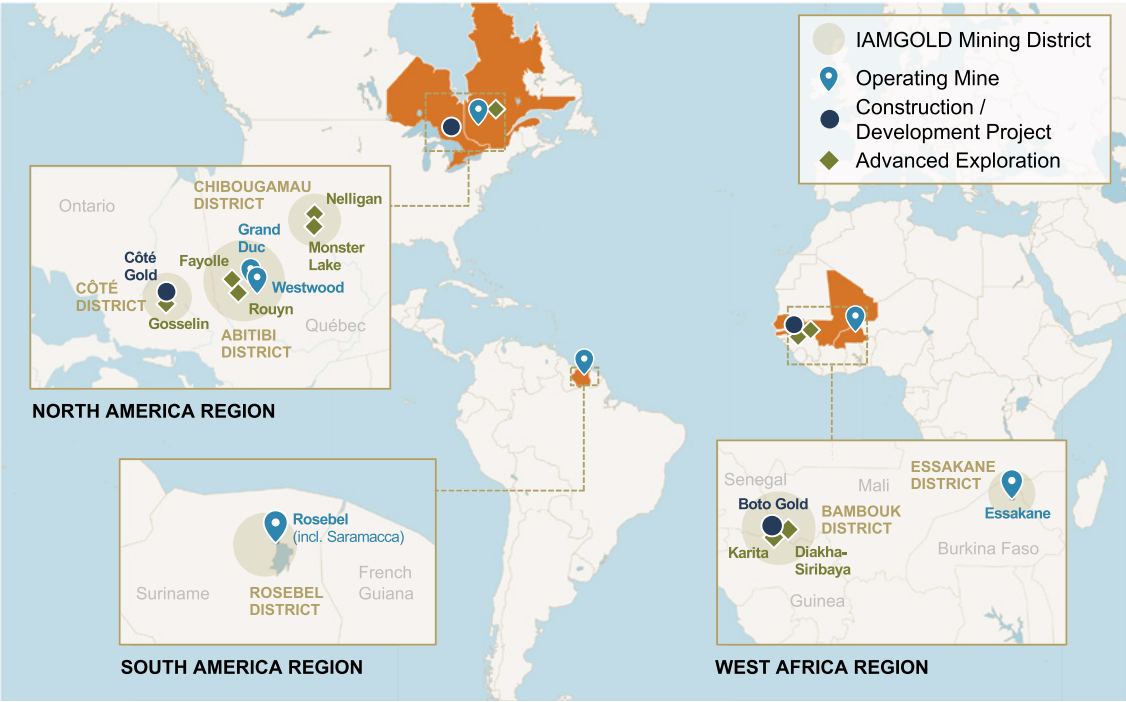 IAMGOLD Mining District
Operating Mine
Construction /
Development Project
Advanced Exploration
CHIBOUGAMAU
DISTRICT
Nelligan
Ontario
Grand
Duc
Monster
Lake
Côté
Gold
Fayolle
CÔTÉ
DISTRICT
Westwood
Rouyn
Gosselin
Québec
ABITIBI
DISTRICT
NORTH AMERICA REGION
Rosebel
(incl. Saramacca)
Suriname
ROSEBEL
DISTRICT
French
Guiana
SOUTH AMERICA REGION
Senegal
Mali
ESSAKANE
DISTRICT
Boto Gold
BAMBOUK
DISTRICT
Essakane
Karita
Diakha-
Siribaya
Burkina Faso
Guinea
WEST AFRICA REGION